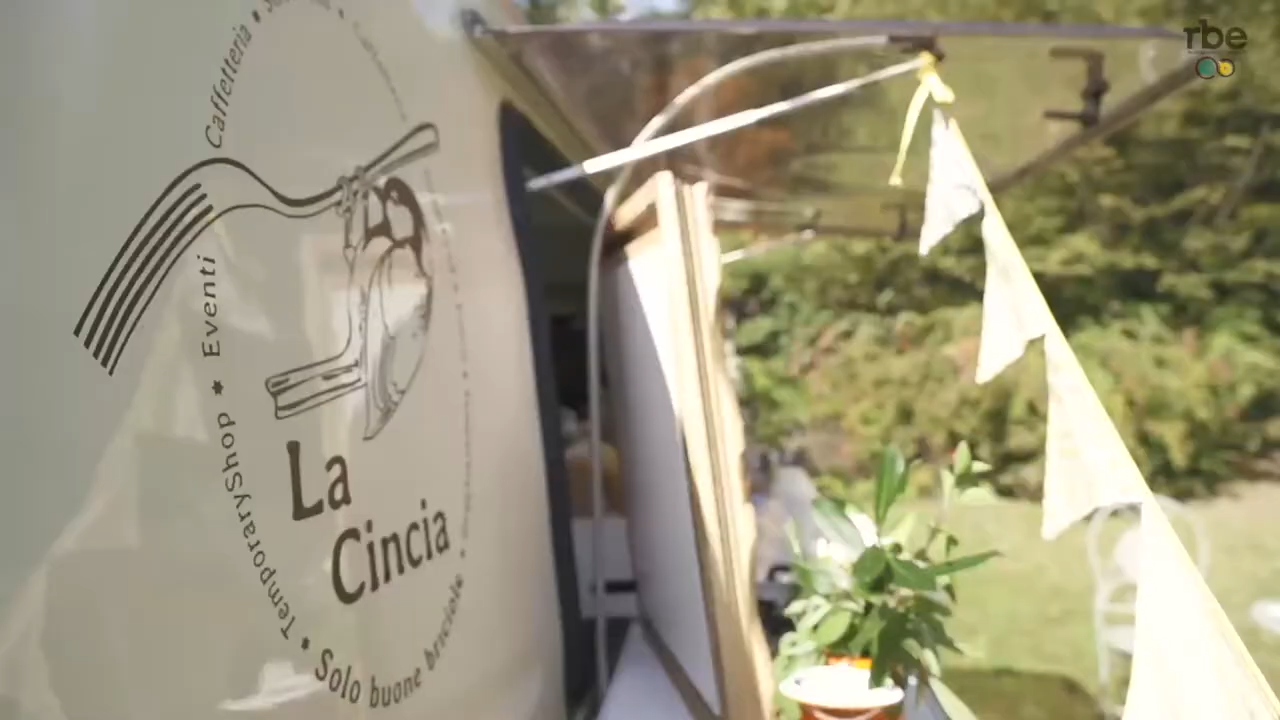 rbe
Caffetteria *
La
Cincia
TemporaryShop * Eventi
* Solo buone briciole *